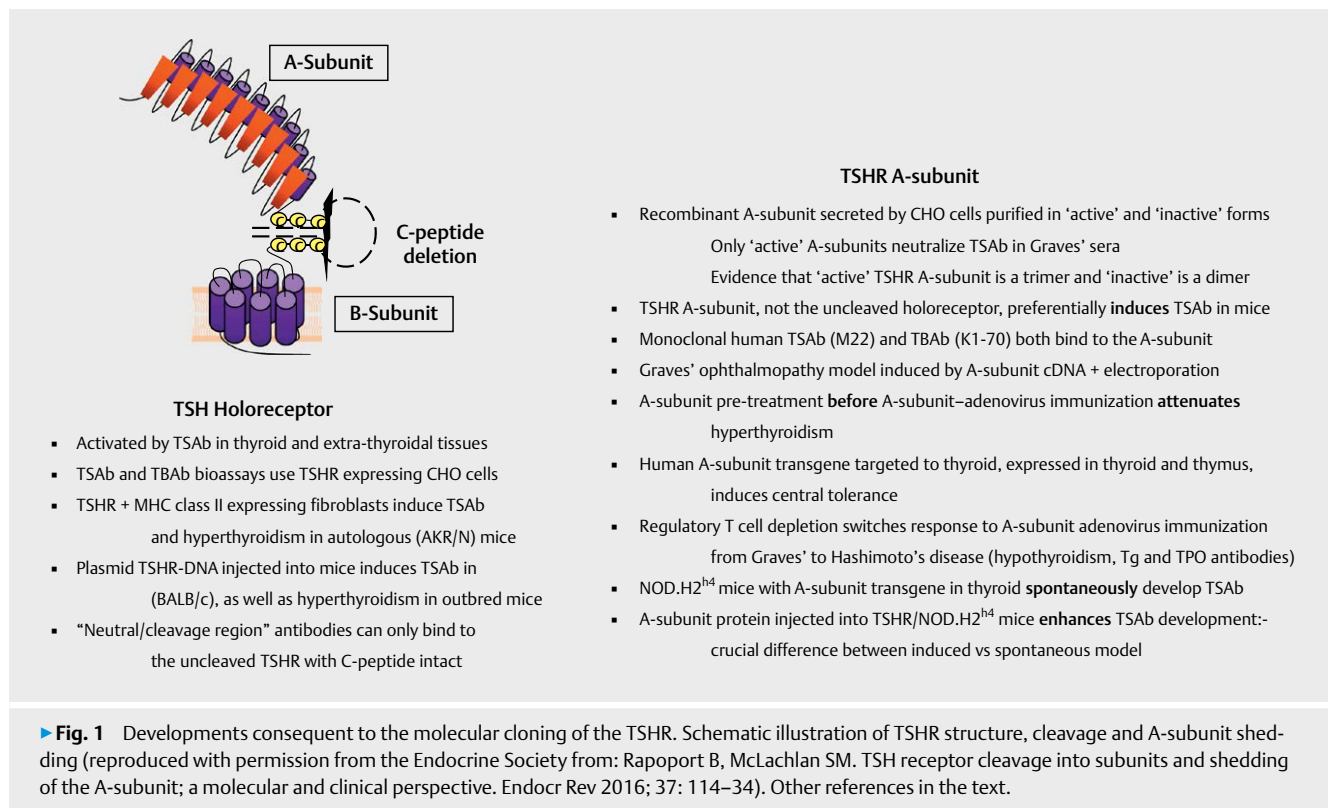 A-Subunit
C-peptide
deletion
B-Subunit
TSH Holoreceptor
▪ Activated by TSAb in thyroid and extra-thyroidal tissues
▪ TSAb and TBAb bioassays use TSHR expressing CHO cells
▪ TSHR + MHC class II expressing fibroblasts induce TSAb
and hyperthyroidism in autologous (AKR/N) mice
▪ Plasmid TSHR-DNA injected into mice induces TSAb in
(BALB/c), as well as hyperthyroidism in outbred mice
▪ “Neutral/cleavage region” antibodies can only bind to
the uncleaved TSHR with C-peptide intact
TSHR A-subunit
▪ Recombinant A-subunit secreted by CHO cells purified in ‘active’ and ‘inactive’ forms
Only ‘active’ A-subunits neutralize TSAb in Graves’ sera
Evidence that ‘active’ TSHR A-subunit is a trimer and ‘inactive’ is a dimer
▪ TSHR A-subunit, not the uncleaved holoreceptor, preferentially induces TSAb in mice
▪ Monoclonal human TSAb (M22) and TBAb (K1-70) both bind to the A-subunit
▪ Graves’ ophthalmopathy model induced by A-subunit cDNA + electroporation
▪ A-subunit pre-treatment before A-subunit–adenovirus immunization attenuates
hyperthyroidism
▪ Human A-subunit transgene targeted to thyroid, expressed in thyroid and thymus,
induces central tolerance
▪ Regulatory T cell depletion switches response to A-subunit adenovirus immunization
from Graves’ to Hashimoto’s disease (hypothyroidism, Tg and TPO antibodies)
▪ NOD.H2h4 mice with A-subunit transgene in thyroid spontaneously develop TSAb
▪ A-subunit protein injected into TSHR/NOD.H2h4 mice enhances TSAb development:-
crucial difference between induced vs spontaneous model
▶Fig. 1 Developments consequent to the molecular cloning of the TSHR. Schematic illustration of TSHR structure, cleavage and A-subunit shed-
ding (reproduced with permission from the Endocrine Society from: Rapoport B, McLachlan SM. TSH receptor cleavage into subunits and shedding
of the A-subunit; a molecular and clinical perspective. Endocr Rev 2016; 37: 114–34). Other references in the text.